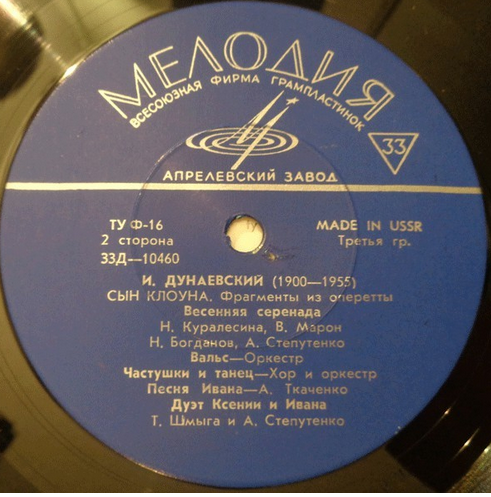 МЕЛОДИЯ
ВСЕСОЮЗНАЯ ФИРМА ГРАМПЛАСТИНОК
33
АПРЕЛЕВСКИЙ ЗАВОД
ТУ Ф-16
MADE IN USSR
2 сторона
Третья гр.
33Д—10460
И. ДУНАЕВСКИЙ (1900—1955)
СЫН КЛОУНА. Фрагменты из оперетты
Весенняя серенада
Н. Куралесина, В. Марон
Н. Богданов, А. Степутенко
Вальс—Оркестр
Частушки и танец—Хор и оркестр
Песня Ивана—А. Ткаченко
Дуэт Ксении и Ивана
Т. Шмыга и А. Степутенко